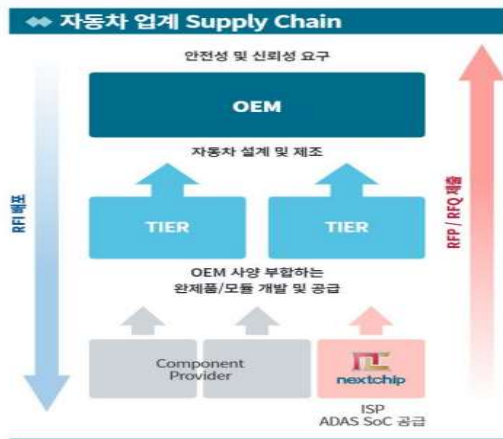 자동차 업계 Supply Chain
안전성 및 신뢰성 요구
OEM
자동차 설계 및 제조
RFI 배포
RFP / RFQ 제출
TIER
TIER
OEM 사양 부합하는
완제품/모듈 개발 및 공급
Component
Provider
nextchip
ISP
ADAS SoC 공급